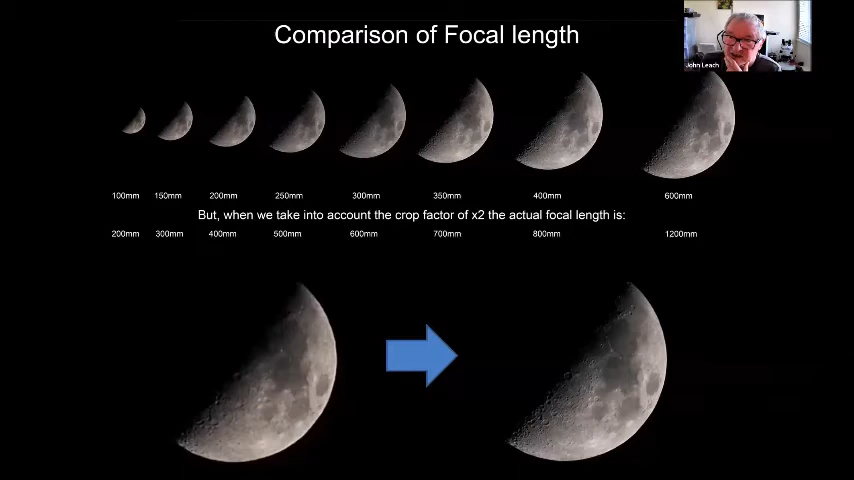 Comparison of Focal length
John Leach
100mm 150mm 200mm 250mm 300mm 350mm 400mm 600mm
But, when we take into account the crop factor of x2 the actual focal length is:
200mm 300mm 400mm 500mm 600mm 700mm 800mm 1200mm